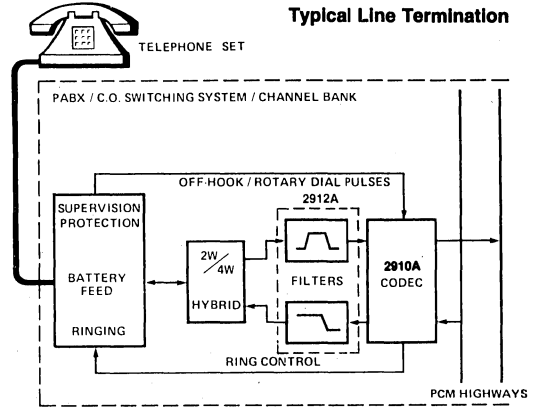 Typical Line Termination
TELEPHONE SET
PABX / C.O. SWITCHING SYSTEM / CHANNEL BANK
OFF-HOOK / ROTARY DIAL PULSES
2912A
SUPERVISION
PROTECTION
BATTERY
FEED
RINGING
2W/4W
HYBRID
FILTERS
2910A
CODEC
RING CONTROL
PCM HIGHWAYS